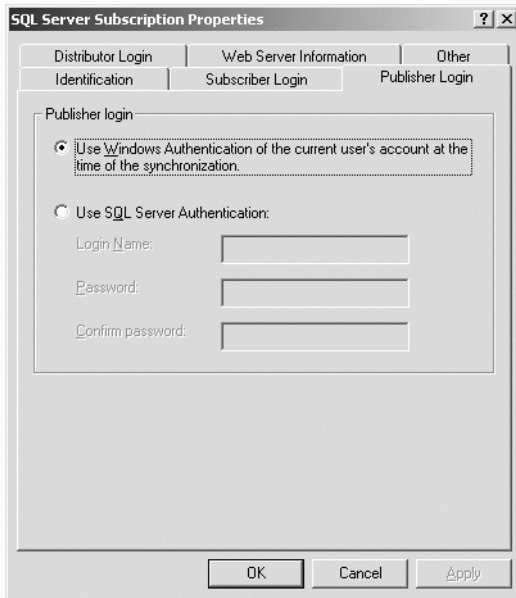 SQL Server Subscription Properties
Distributor Login
Web Server Information
Other
Identification
Subscriber Login
Publisher Login
Publisher login
Use Windows Authentication of the current user's account at the
time of the synchronization.
Use SQL Server Authentication:
Login Name:
Password:
Confirm password:
OK
Cancel
Apply